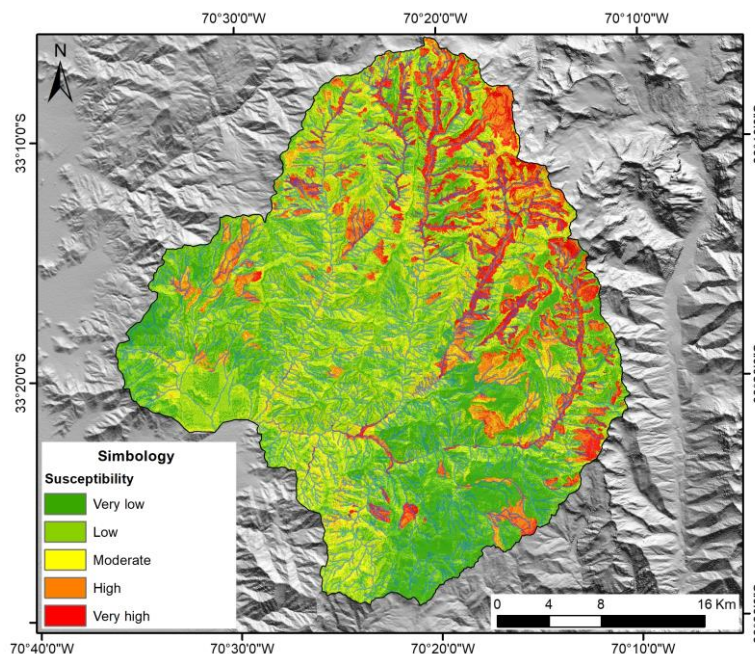 70°30'0"W 70°20'0"W 70°10'0"W
N
33°10'0"S
33°20'0"S
Simbology
Susceptibility
Very low
Low
Moderate
High
Very high
0 4 8 16 Km
70°40'0"W 70°30'0"W 70°20'0"W 70°10'0"W